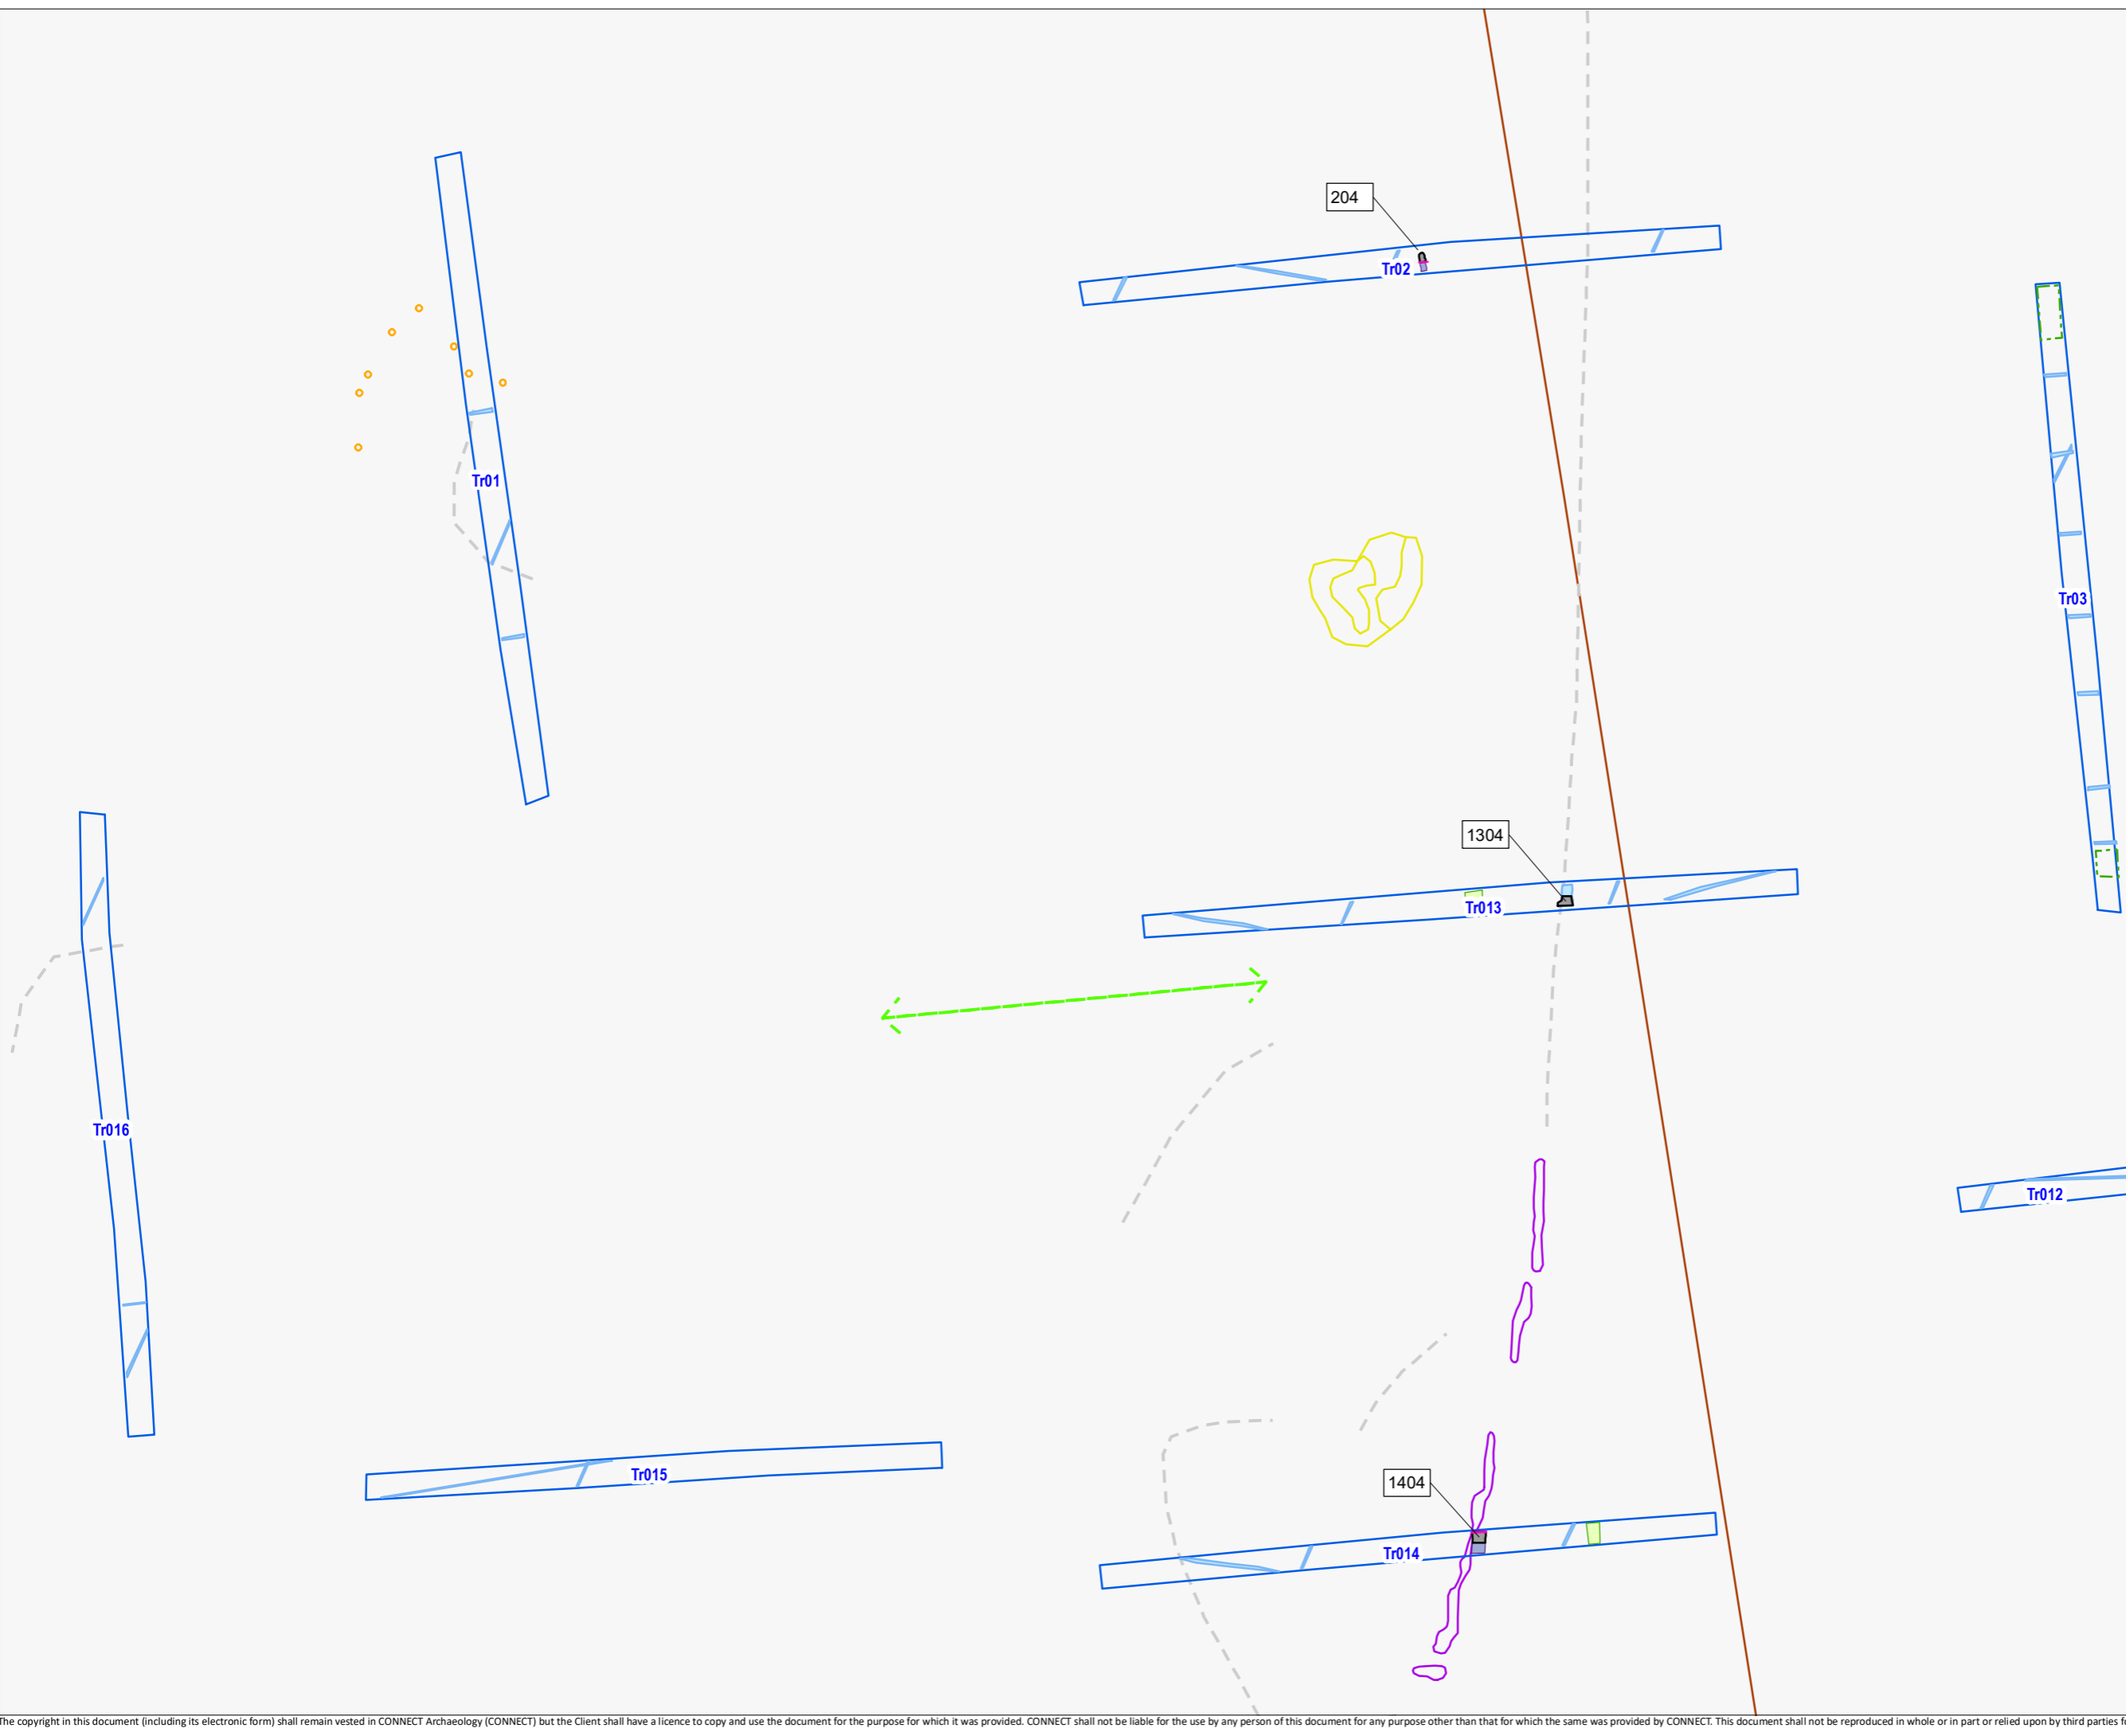 204
Tr02
Tr01
Tr03
1304
Tr013
Tr016
Tr012
Tr015
1404
Tr014
The copyright in this document (including its electronic form) shall remain vested in CONNECT Archaeology (CONNECT) but the Client shall have a licence to copy and use the document for the purpose for which it was provided. CONNECT shall not be liable for the use by any person of this document for any purpose other than that for which the same was provided by CONNECT. This document shall not be reproduced in whole or in part or relied upon by third parties